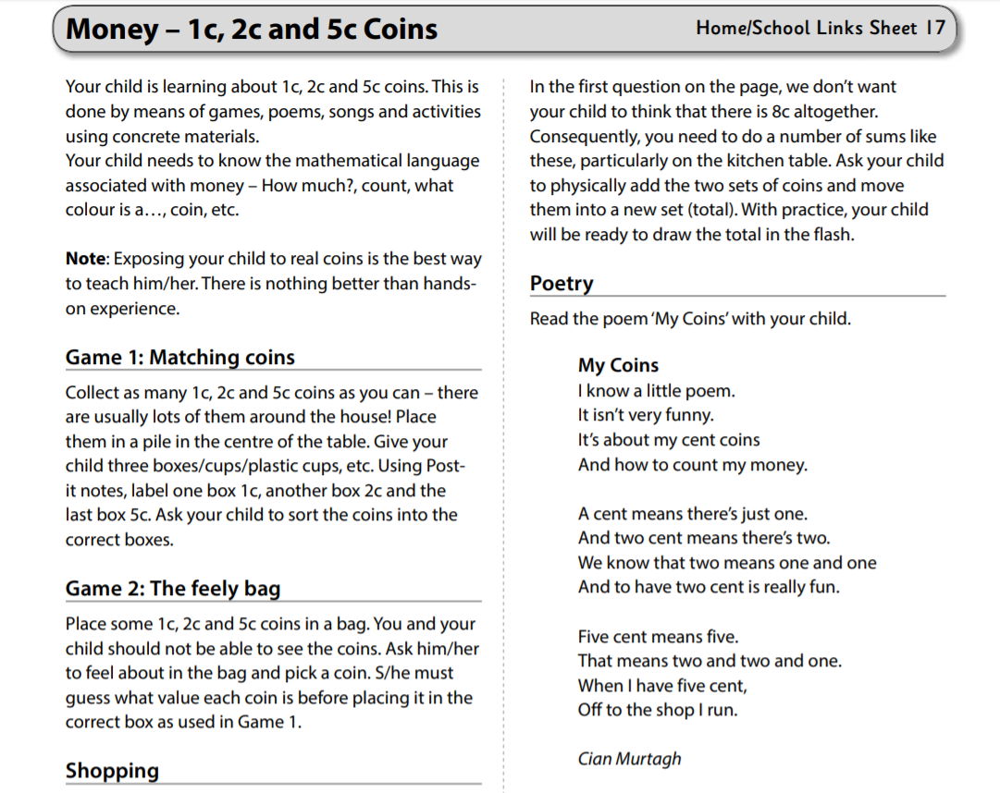 Money – 1c, 2c and 5c Coins
Home/School Links Sheet 17
Your child is learning about 1c, 2c and 5c coins. This is
done by means of games, poems, songs and activities
using concrete materials.
Your child needs to know the mathematical language
associated with money – How much?, count, what
colour is a…, coin, etc.
Note: Exposing your child to real coins is the best way
to teach him/her. There is nothing better than hands-
on experience.
Game 1: Matching coins
Collect as many 1c, 2c and 5c coins as you can – there
are usually lots of them around the house! Place
them in a pile in the centre of the table. Give your
child three boxes/cups/plastic cups, etc. Using Post-
it notes, label one box 1c, another box 2c and the
last box 5c. Ask your child to sort the coins into the
correct boxes.
Game 2: The feely bag
Place some 1c, 2c and 5c coins in a bag. You and your
child should not be able to see the coins. Ask him/her
to feel about in the bag and pick a coin. S/he must
guess what value each coin is before placing it in the
correct box as used in Game 1.
Shopping
In the first question on the page, we don’t want
your child to think that there is 8c altogether.
Consequently, you need to do a number of sums like
these, particularly on the kitchen table. Ask your child
to physically add the two sets of coins and move
them into a new set (total). With practice, your child
will be ready to draw the total in the flash.
Poetry
Read the poem ‘My Coins’ with your child.
My Coins
I know a little poem.
It isn’t very funny.
It’s about my cent coins
And how to count my money.
A cent means there’s just one.
And two cent means there’s two.
We know that two means one and one
And to have two cent is really fun.
Five cent means five.
That means two and two and one.
When I have five cent,
Off to the shop I run.
Cian Murtagh